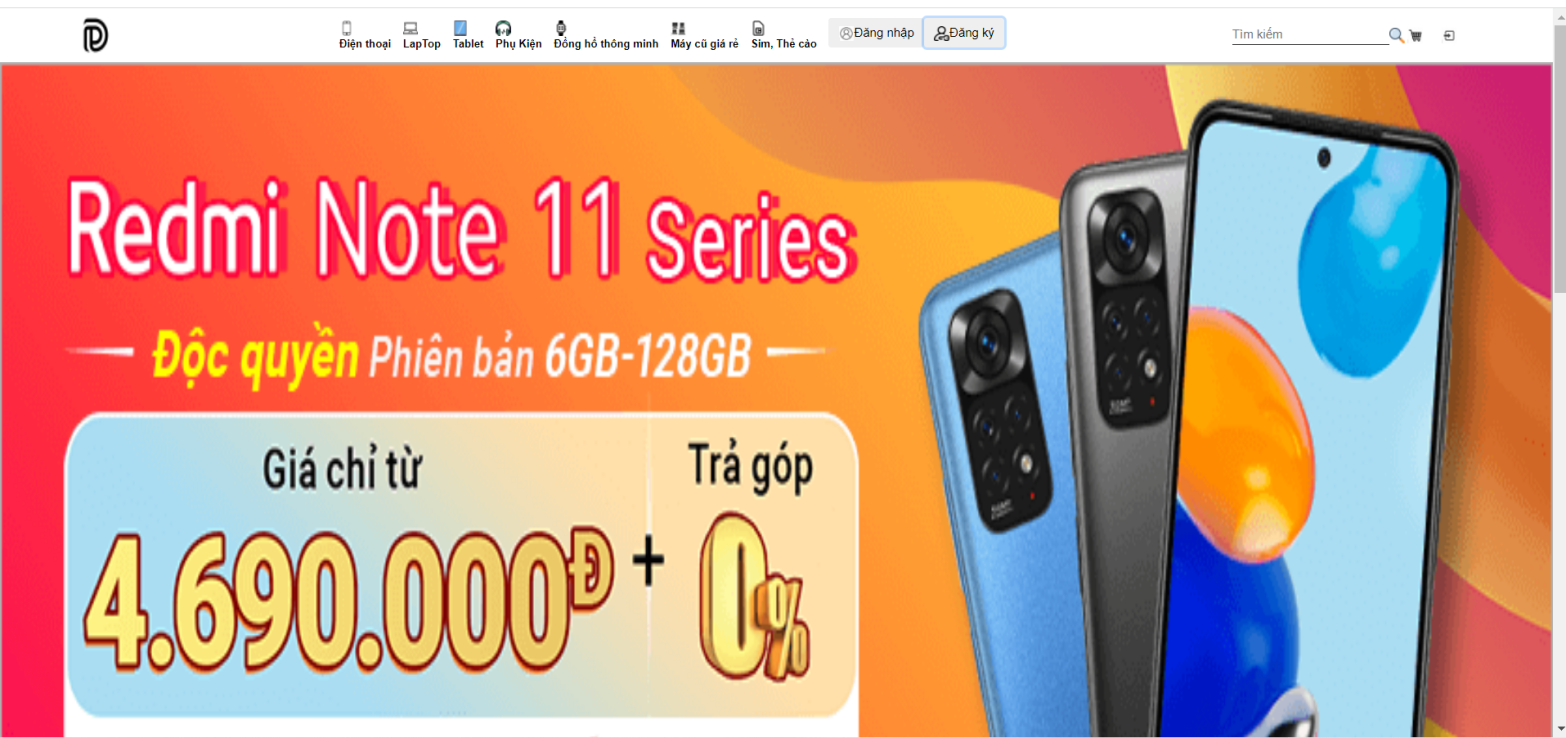 Điện thoại LapTop Tablet Phụ Kiện Đồng hồ thông minh Máy cũ giá rẻ Sim, Thẻ cào Đăng nhập Đăng ký Tìm kiếm
Redmi Note 11 Series
Độc quyền Phiên bản 6GB-128GB
Giá chỉ từ
4.690.000Đ
+
Trả góp
0%